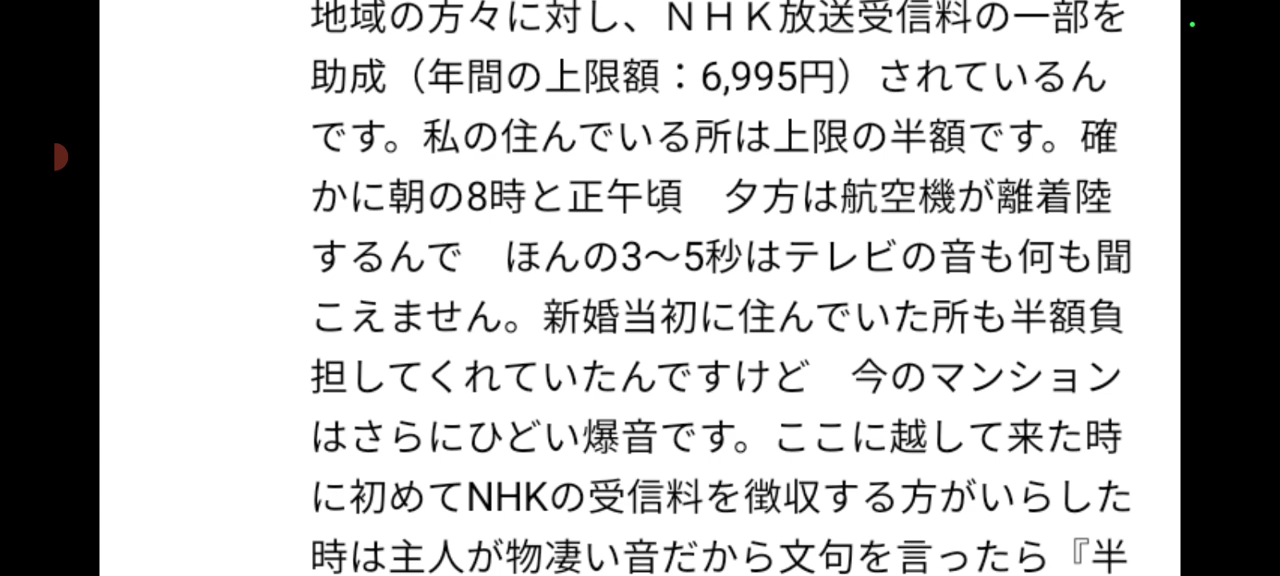 地域の方々に対し、ＮＨＫ放送受信料の一部を
助成（年間の上限額：6,995円）されているん
です。私の住んでいる所は上限の半額です。確
かに朝の8時と正午頃　夕方は航空機が離着陸
するんで　ほんの3〜5秒はテレビの音も何も聞
こえません。新婚当初に住んでいた所も半額負
担してくれていたんですけど　今のマンション
はさらにひどい爆音です。ここに越して来た時
に初めてNHKの受信料を徴収する方がいらした
時は主人が物凄い音だから文句を言ったら『半